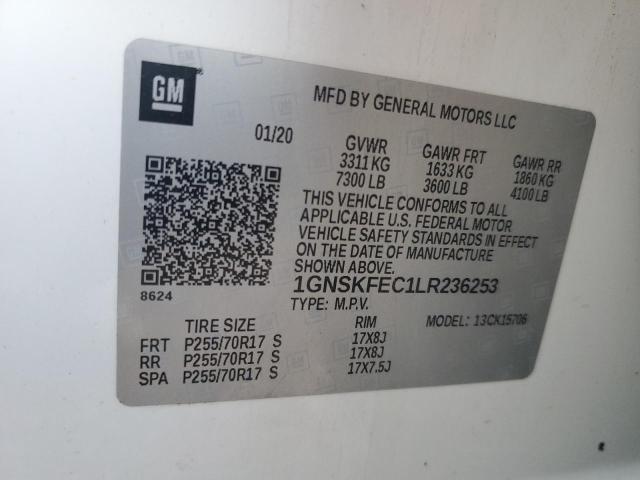 GM
MFD BY GENERAL MOTORS LLC
01/20
GVWR GAWR FRT GAWR RR
3311 KG 1633 KG 1860 KG
7300 LB 3600 LB 4100 LB
THIS VEHICLE CONFORMS TO ALL
APPLICABLE U.S. FEDERAL MOTOR
VEHICLE SAFETY STANDARDS IN EFFECT
ON THE DATE OF MANUFACTURE
SHOWN ABOVE.
8624
1GNSKFEC1LR236253
TYPE: M.P.V. MODEL: 13CK15706
TIRE SIZE RIM
FRT P255/70R17 S 17X8J
RR P255/70R17 S 17X8J
SPA P255/70R17 S 17X7.5J